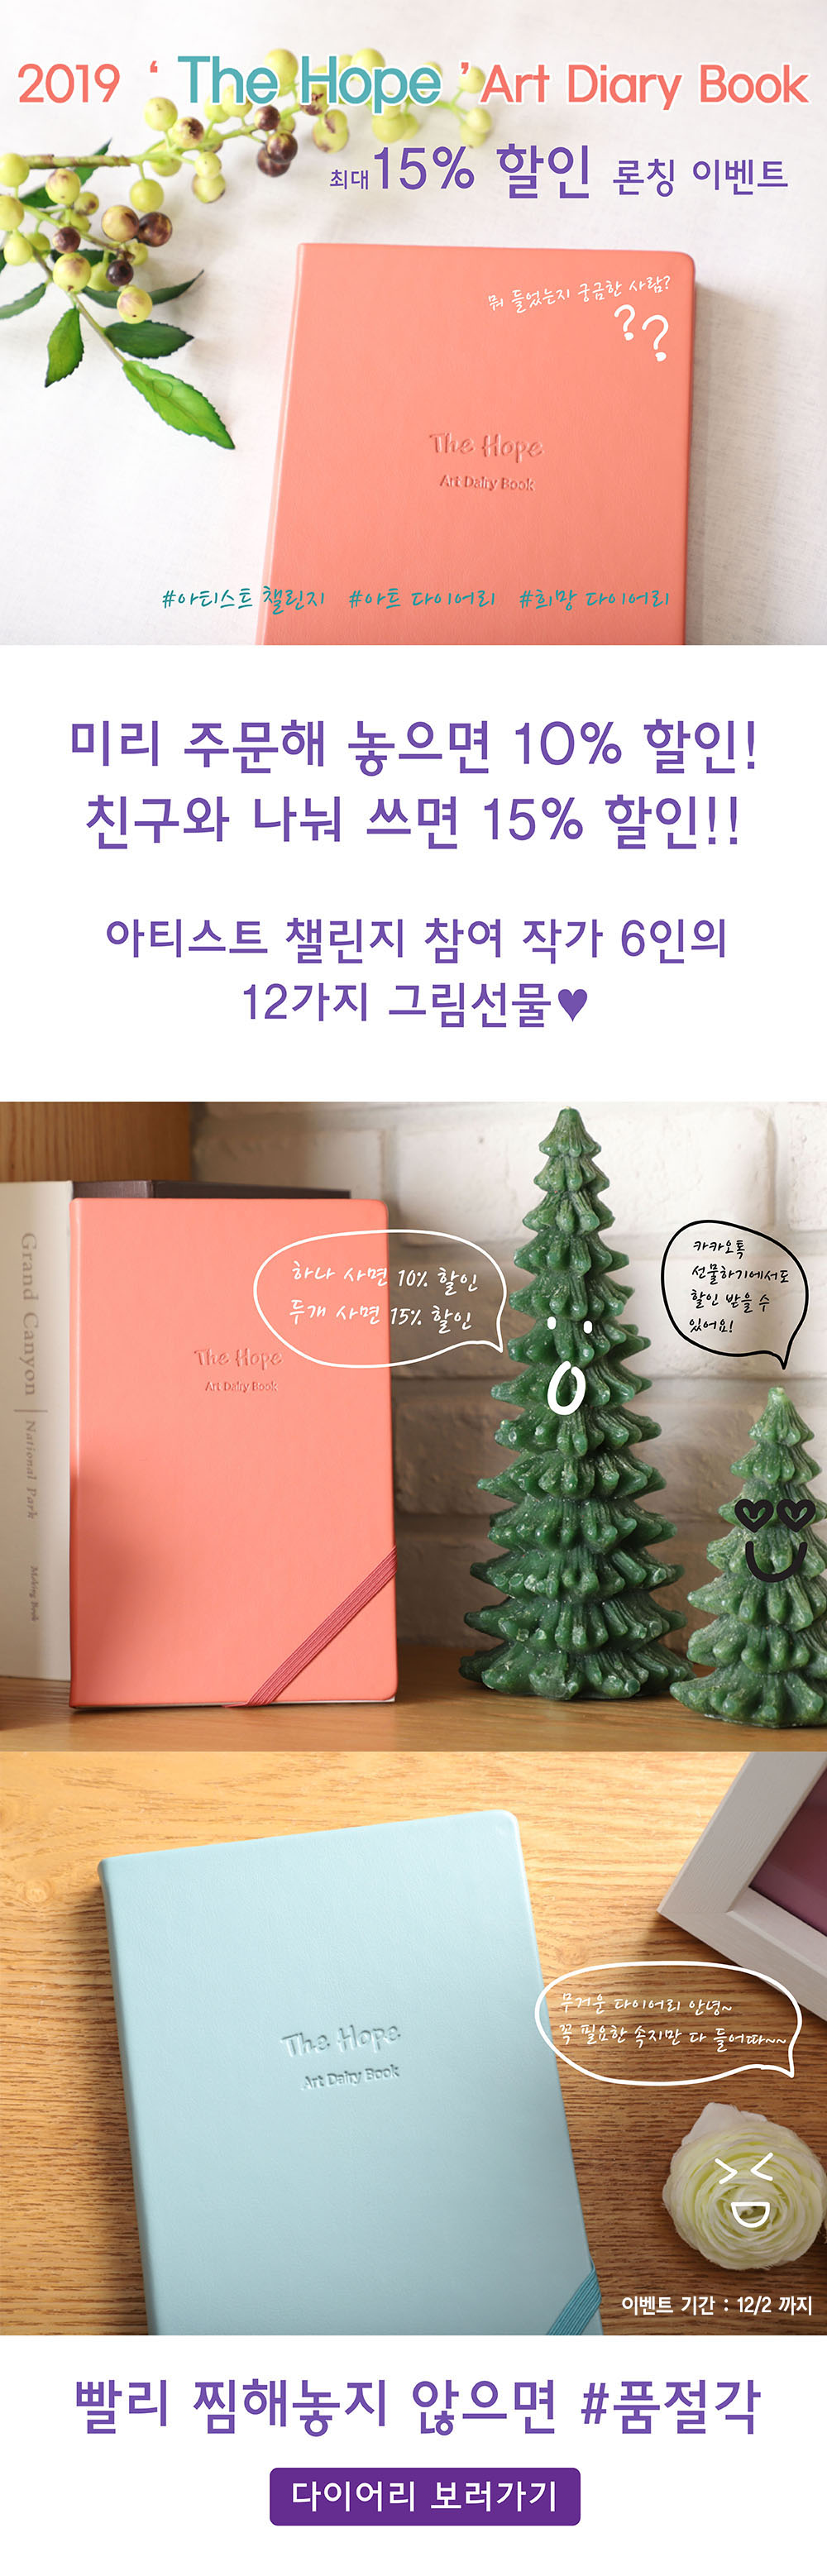 2019 ‘ The Hope ’ Art Diary Book
최대 15% 할인 론칭 이벤트
뭐 들었는지 궁금한 사람?
??
The Hope
Art Dairy Book
#아티스트 챌린지 #아트 다이어리 #희망 다이어리
미리 주문해 놓으면 10% 할인!
친구와 나눠 쓰면 15% 할인!!
아티스트 챌린지 참여 작가 6인의
12가지 그림선물♥
Grand Canyon
National Park
하나 사면 10% 할인
두개 사면 15% 할인
The Hope
Art Dairy Book
카카오톡
선물하기에서도
할인 받을 수
있어요!
무거운 다이어리 안녕~
꼭 필요한 속지만 다 들어따~~
The Hope
Art Dairy Book
이벤트 기간 : 12/2 까지
빨리 찜해놓지 않으면 #품절각
다이어리 보러가기